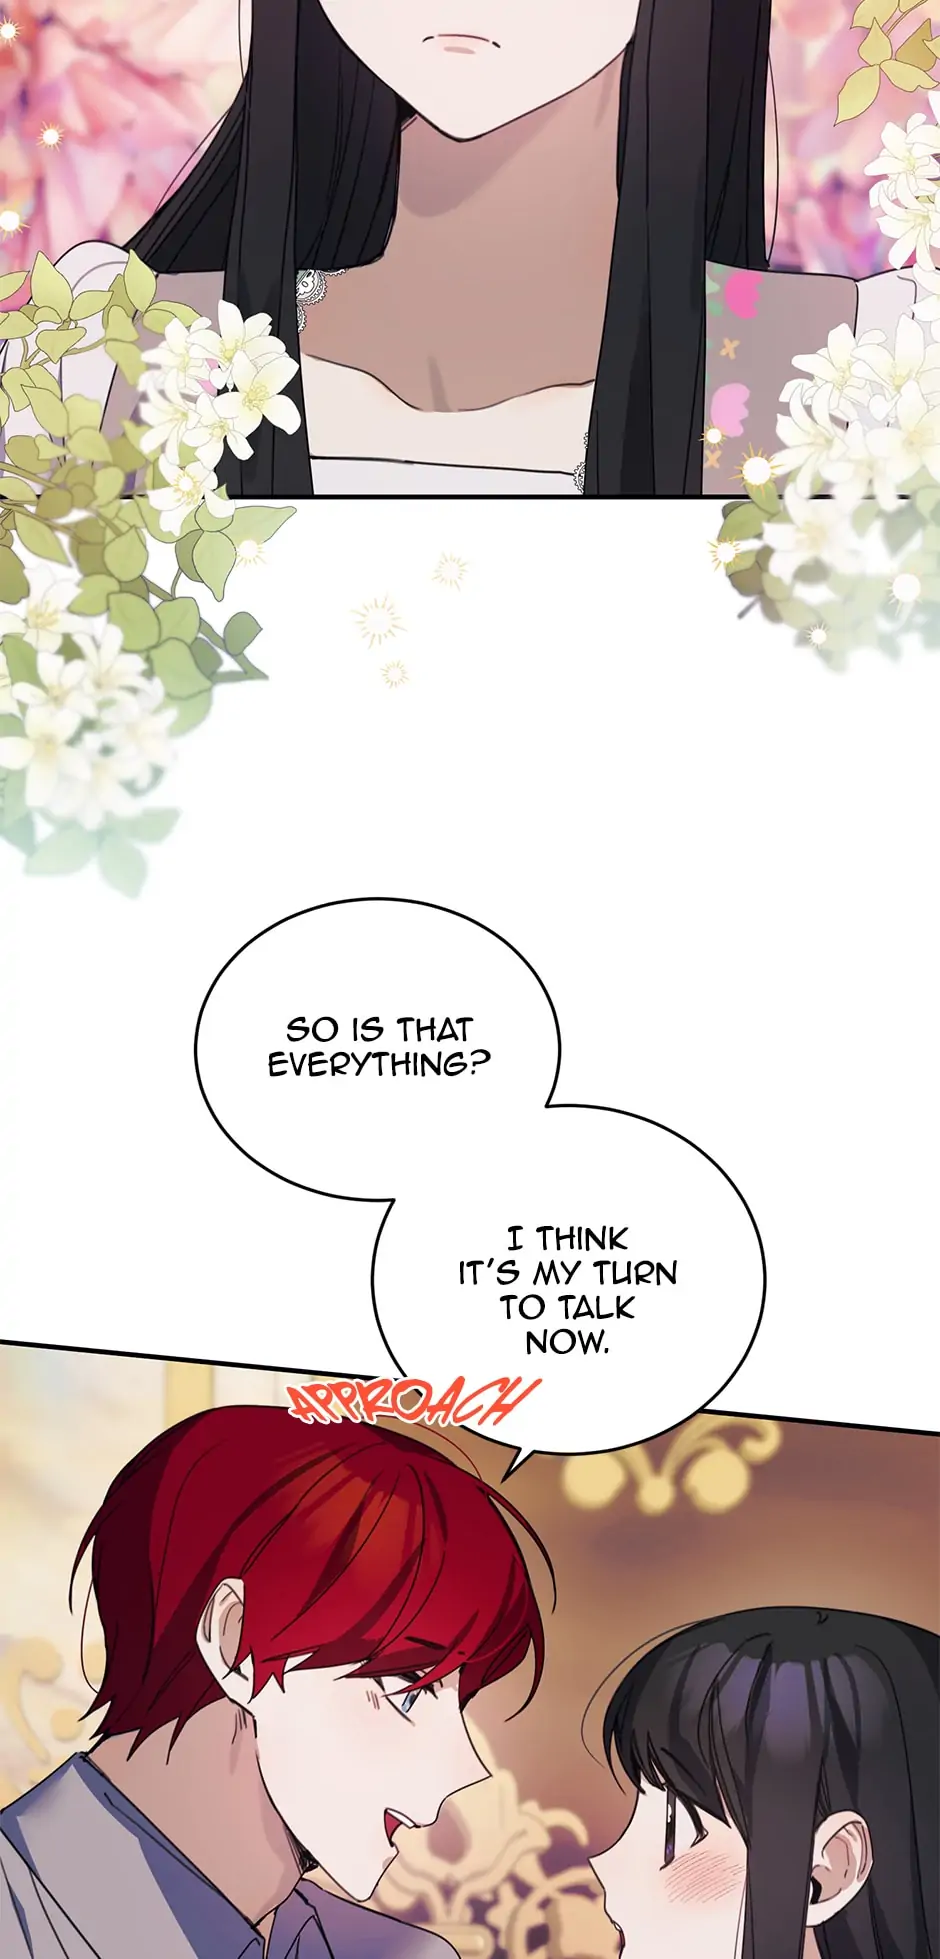 SO IS THAT
EVERYTHING?
I THINK
IT'S MY TURN
TO TALK
NOW.
APPROACH